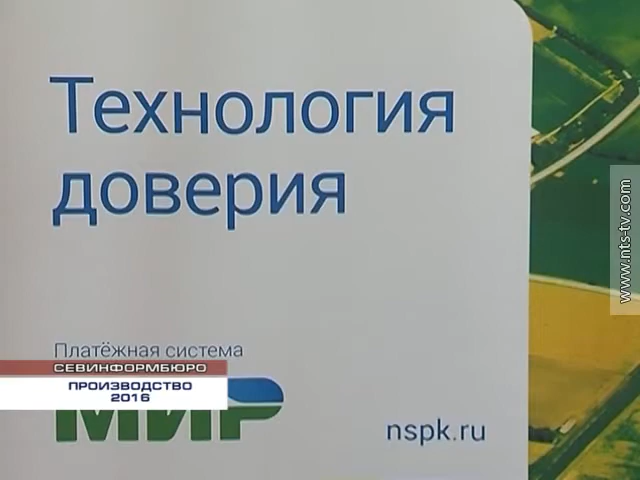 Технология
доверия
www.nts-tv.com
Платёжная система
СЕВИНФОРМБЮРО
ПРОИЗВОДСТВО
2016
МИР
nspk.ru